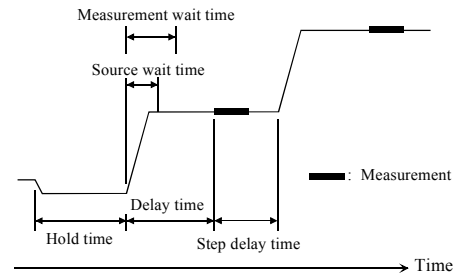 Measurement wait time
Source wait time
: Measurement
Delay time
Hold time
Step delay time
Time